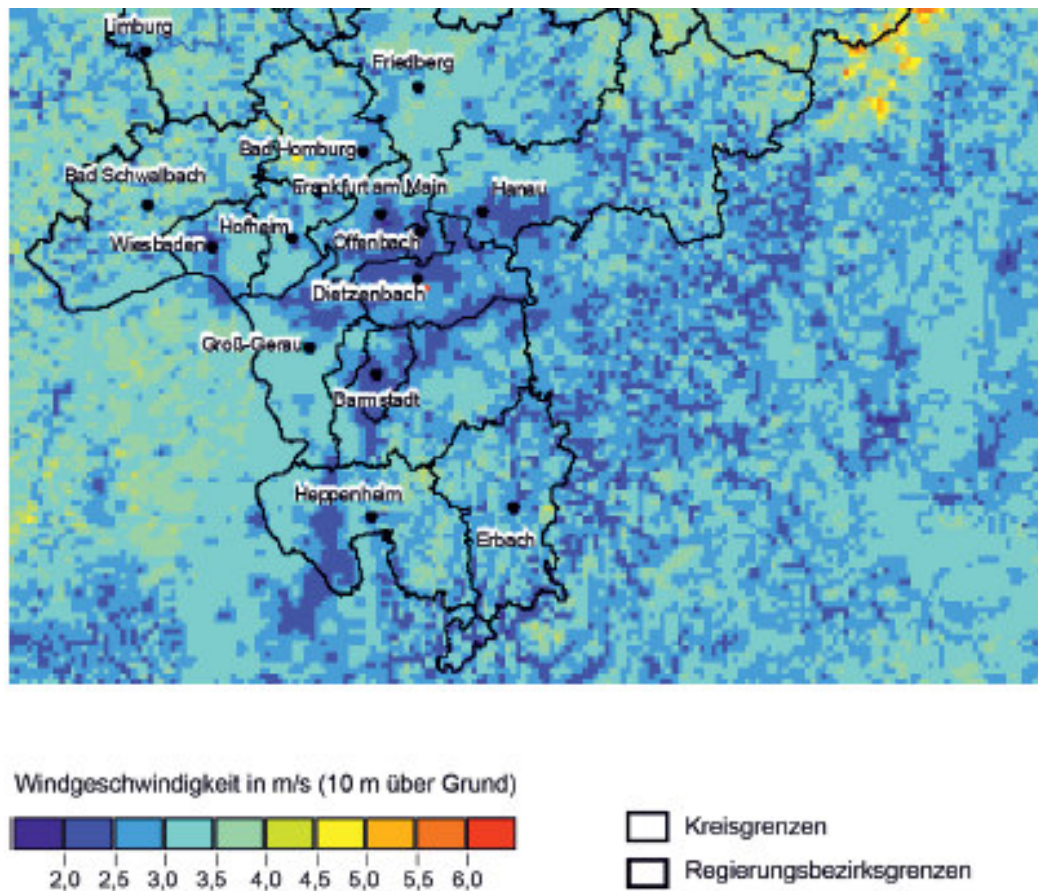 Limburg
Friedberg
Bad Homburg
Bad Schwalbach
Frankfurt am Main
Hanau
Hofheim
Wiesbaden
Offenbach
Dietzenbach
Groß-Gerau
Darmstadt
Heppenheim
Erbach
Windgeschwindigkeit in m/s (10 m über Grund)
2,0 2,5 3,0 3,5 4,0 4,5 5,0 5,5 6,0
Kreisgrenzen
Regierungsbezirksgrenzen